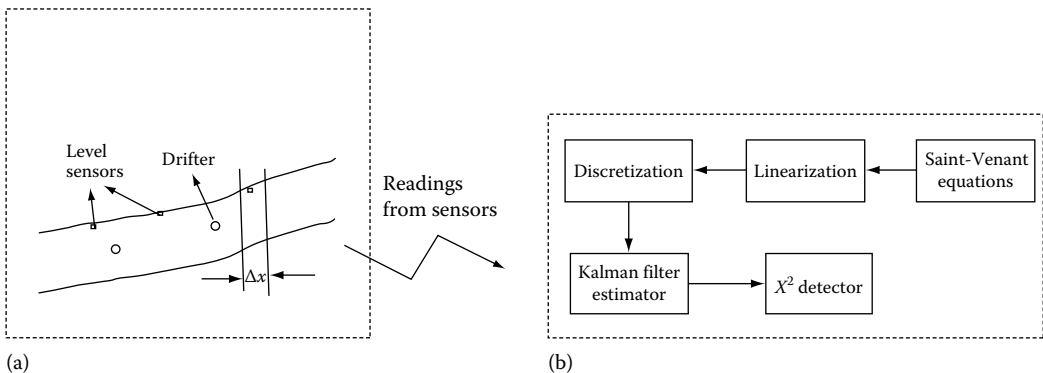 Level
sensors
Drifter
Δx
(a)
Readings
from sensors
Discretization
Linearization
Saint-Venant
equations
Kalman filter
estimator
X² detector
(b)